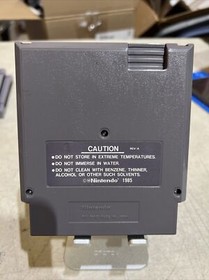 CAUTION
REV-A
•DO NOT STORE IN EXTREME TEMPERATURES.
•DO NOT IMMERSE IN WATER.
•DO NOT CLEAN WITH BENZENE, THINNER,
ALCOHOL OR OTHER SUCH SOLVENTS.
©Nintendo 1985